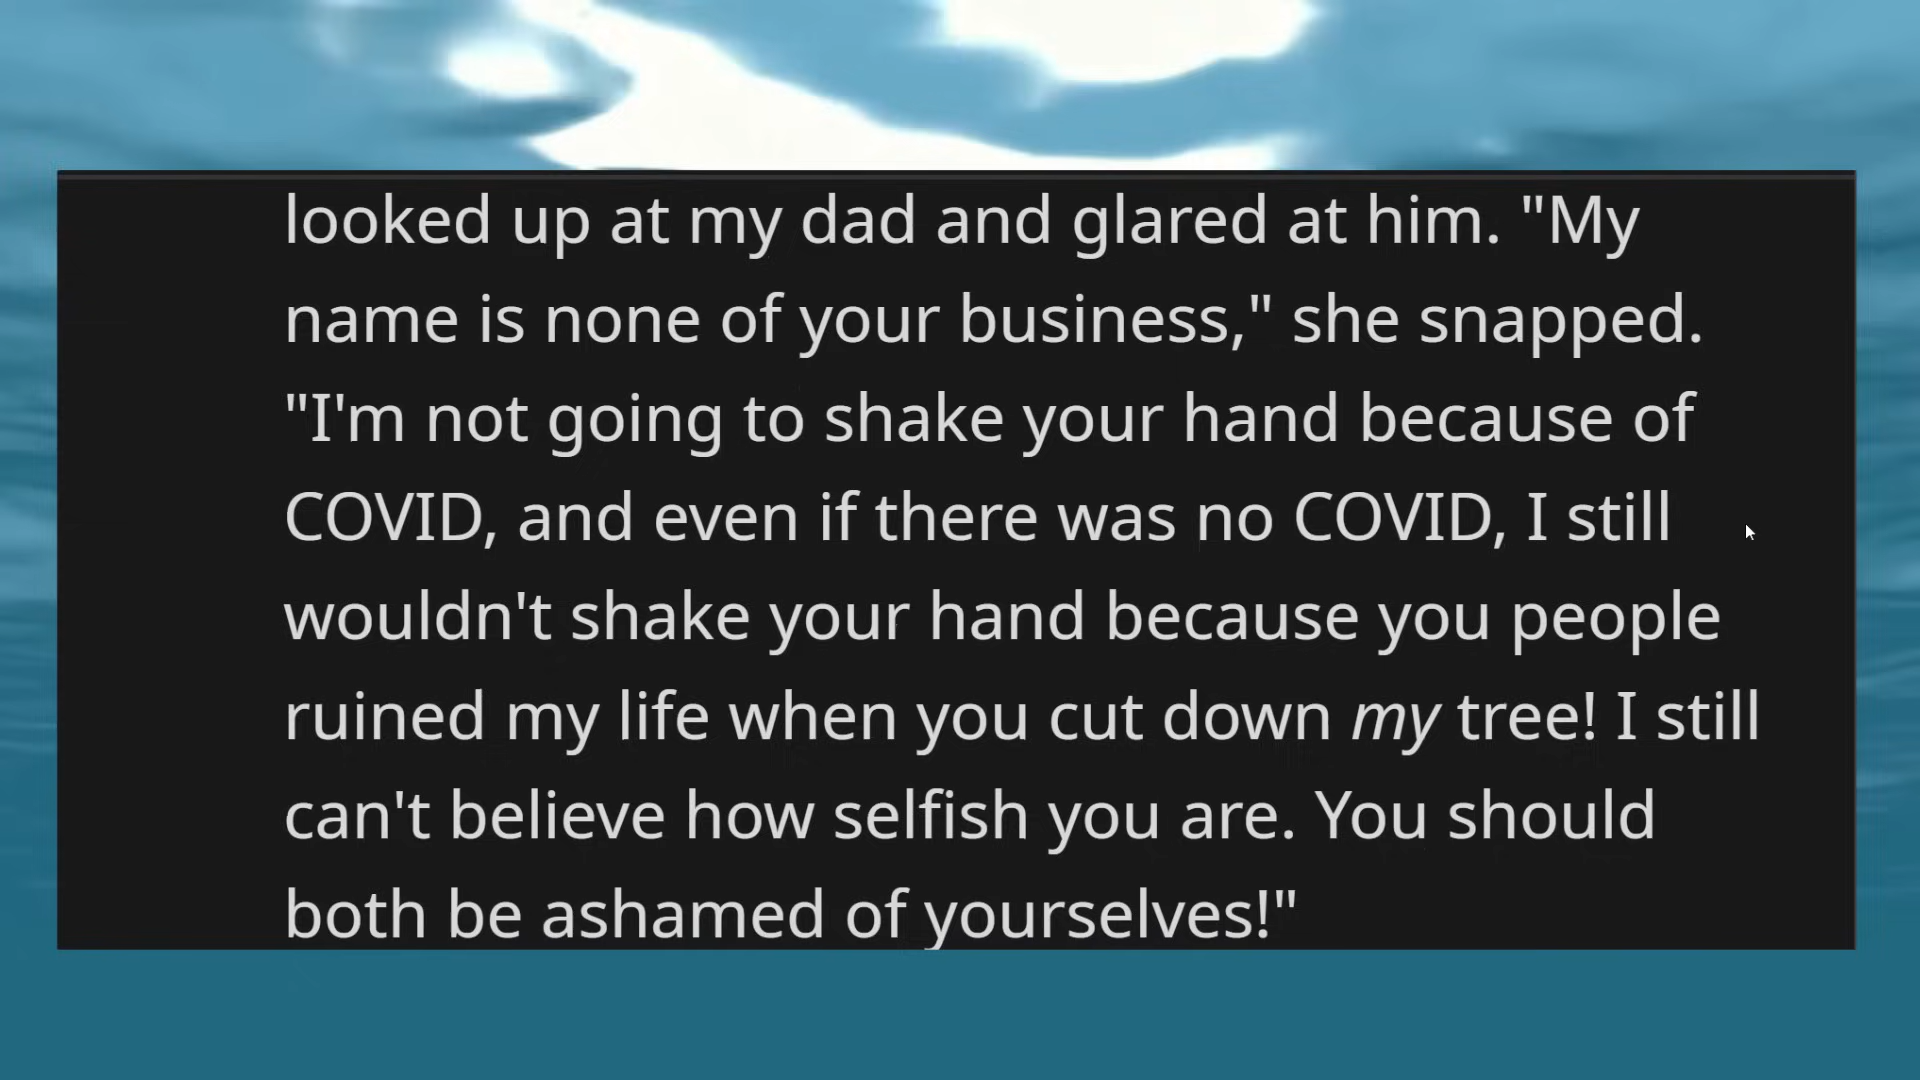 looked up at my dad and glared at him. "My
name is none of your business," she snapped.
"I'm not going to shake your hand because of
COVID, and even if there was no COVID, I still
wouldn't shake your hand because you people
ruined my life when you cut down my tree! I still
can't believe how selfish you are. You should
both be ashamed of yourselves!"